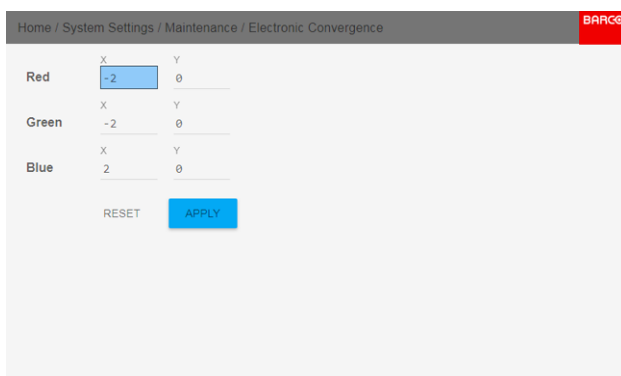 Home / System Settings / Maintenance / Electronic Convergence
BARCO
X Y
Red -2 0
X Y
Green -2 0
X Y
Blue 2 0
RESET APPLY